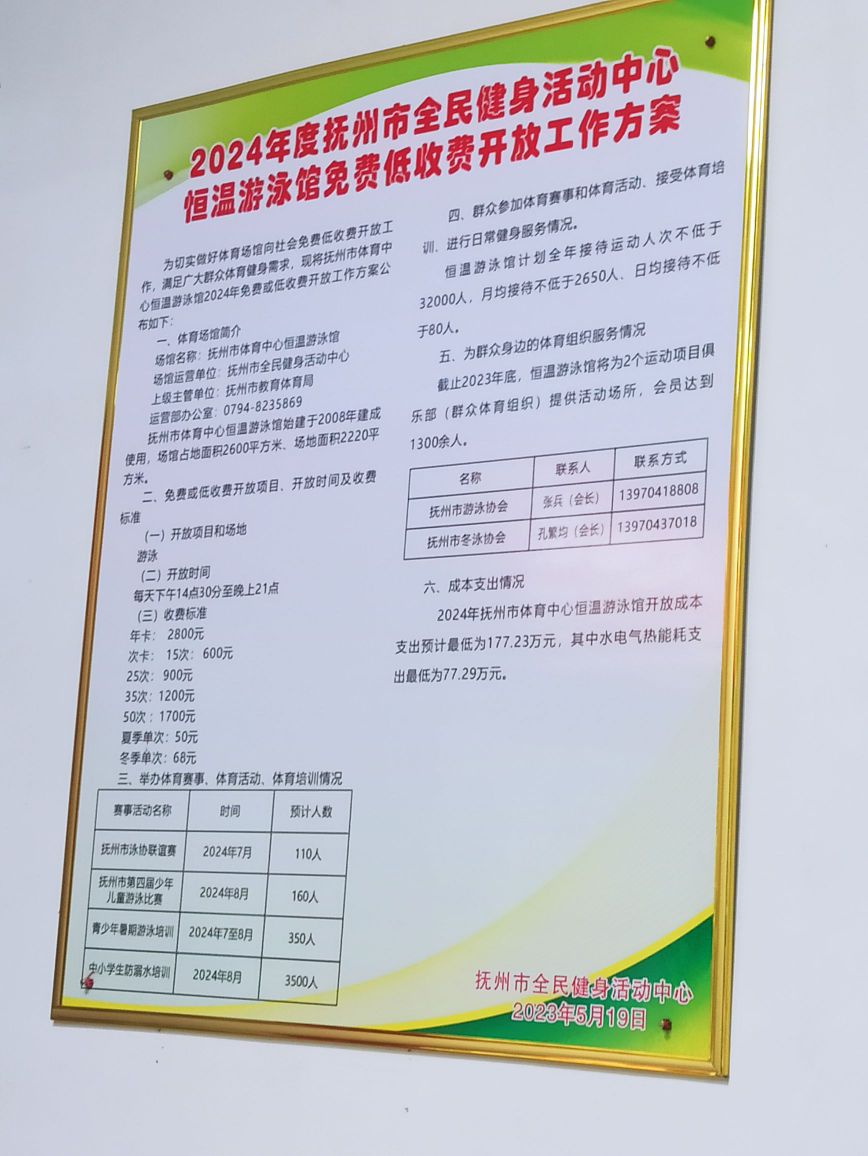 2024年度抚州市全民健身活动中心
恒温游泳馆免费低收费开放工作方案
为切实做好体育场馆向社会免费低收费开放工
作，满足广大群众体育健身需求，现将抚州市体育中
心恒温游泳馆2024年免费或低收费开放工作方案公
布如下：
一、体育场馆简介
场馆名称：抚州市体育中心恒温游泳馆
场馆运营单位：抚州市全民健身活动中心
上级主管单位：抚州市教育体育局
运营部办公室：0794-8235869
抚州市体育中心恒温游泳馆始建于2008年建成
使用，场馆占地面积2600平方米、场地面积2220平
方米。
二、免费或低收费开放项目、开放时间及收费
标准
（一）开放项目和场地
游泳
（二）开放时间
每天下午14点30分至晚上21点
（三）收费标准
年卡： 2800元
次卡： 15次：600元
25次：900元
35次：1200元
50次：1700元
夏季单次：50元
冬季单次：68元
三、举办体育赛事、体育活动、体育培训情况
赛事活动名称 时间 预计人数
抚州市泳协联谊赛 2024年7月 110人
抚州市第四届少年
儿童游泳比赛 2024年8月 160人
青少年暑期游泳培训 2024年7至8月 350人
中小学生防溺水培训 2024年8月 3500人
四、群众参加体育赛事和体育活动、接受体育培
训、进行日常健身服务情况。
恒温游泳馆计划全年接待运动人次不低于
32000人，月均接待不低于2650人、日均接待不低
于80人。
五、为群众身边的体育组织服务情况
截止2023年底，恒温游泳馆将为2个运动项目俱
乐部（群众体育组织）提供活动场所，会员达到
1300余人。
名称 联系人 联系方式
抚州市游泳协会 张兵（会长） 13970418808
抚州市冬泳协会 孔繁均（会长） 13970437018
六、成本支出情况
2024年抚州市体育中心恒温游泳馆开放成本
支出预计最低为177.23万元，其中水电气热能耗支
出最低为77.29万元。
抚州市全民健身活动中心
2023年5月19日